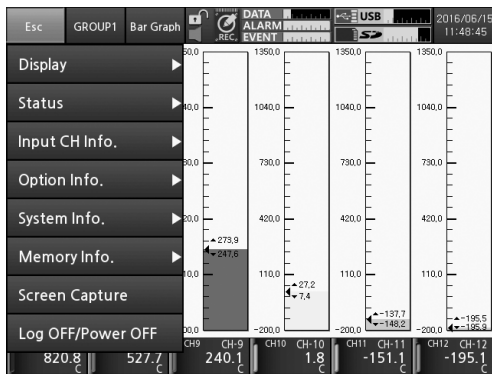 Esc GROUP1 Bar Graph REC. DATA ALARM EVENT USB SD 2016/06/15 11:48:45
Display
Status
Input CH Info.
Option Info.
System Info.
Memory Info.
Screen Capture
Log OFF/Power OFF
1350.0 1350.0 1350.0
1040.0 1040.0 1040.0
730.0 730.0 730.0
420.0 420.0 420.0
273,9
247,6
110.0 110.0 110.0
27,2
7,4
-137,7
-148,2
-195,5
-195,9
-200,0 -200,0 -200,0
CH9 CH-9 CH10 CH-10 CH11 CH-11 CH12 CH-12
820.8 527.7 240.1 1.8 -151.1 -195.1
C C C C C C